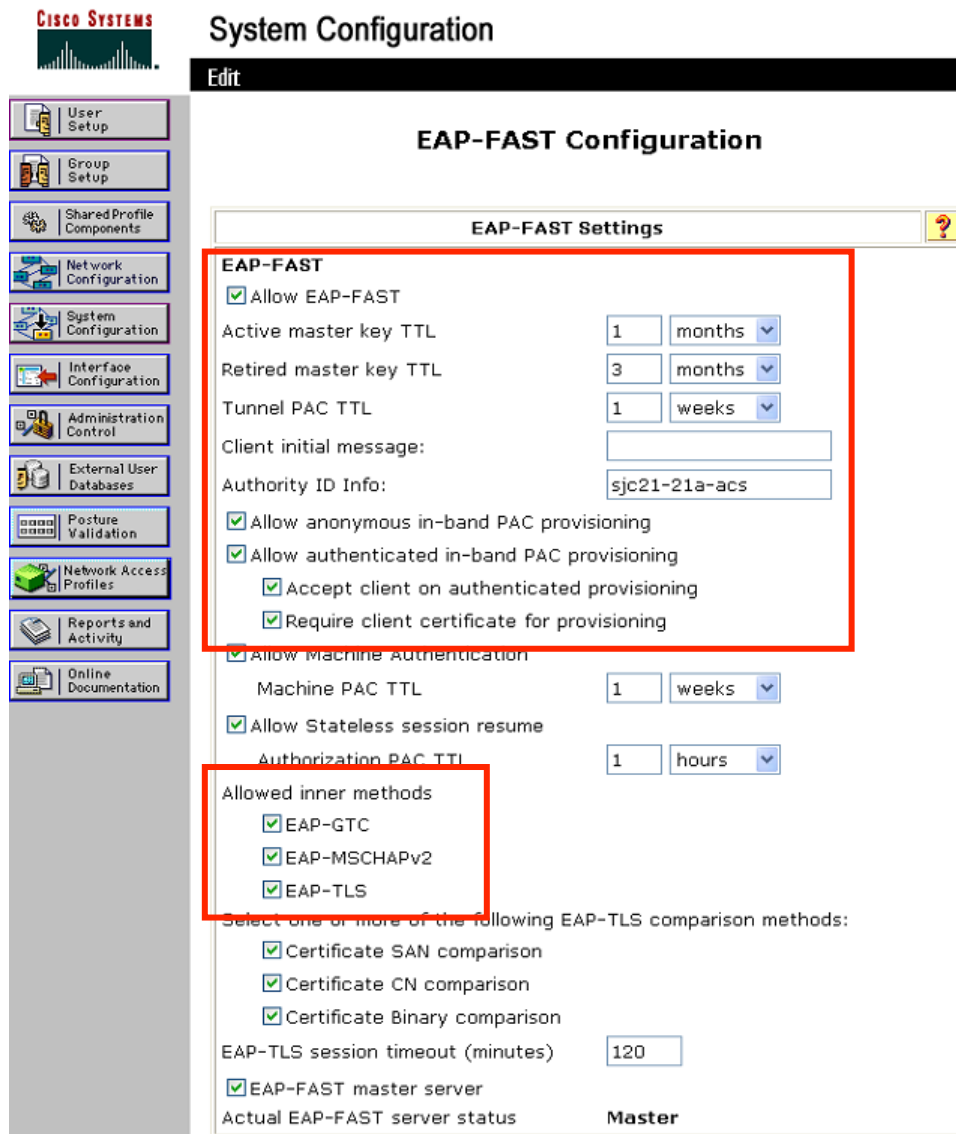 CISCO SYSTEMS
System Configuration
Edit
User
Setup
Group
Setup
Shared Profile
Components
Network
Configuration
System
Configuration
Interface
Configuration
Administration
Control
External User
Databases
Posture
Validation
Network Access
Profiles
Reports and
Activity
Online
Documentation
EAP-FAST Configuration
EAP-FAST Settings
?
EAP-FAST
Allow EAP-FAST
Active master key TTL 1 months
Retired master key TTL 3 months
Tunnel PAC TTL 1 weeks
Client initial message:
Authority ID Info: sjc21-21a-acs
Allow anonymous in-band PAC provisioning
Allow authenticated in-band PAC provisioning
Accept client on authenticated provisioning
Require client certificate for provisioning
Allow Machine Authentication
Machine PAC TTL 1 weeks
Allow Stateless session resume
Authorization PAC TTL 1 hours
Allowed inner methods
EAP-GTC
EAP-MSCHAPv2
EAP-TLS
Select one or more of the following EAP-TLS comparison methods:
Certificate SAN comparison
Certificate CN comparison
Certificate Binary comparison
EAP-TLS session timeout (minutes) 120
EAP-FAST master server
Actual EAP-FAST server status Master